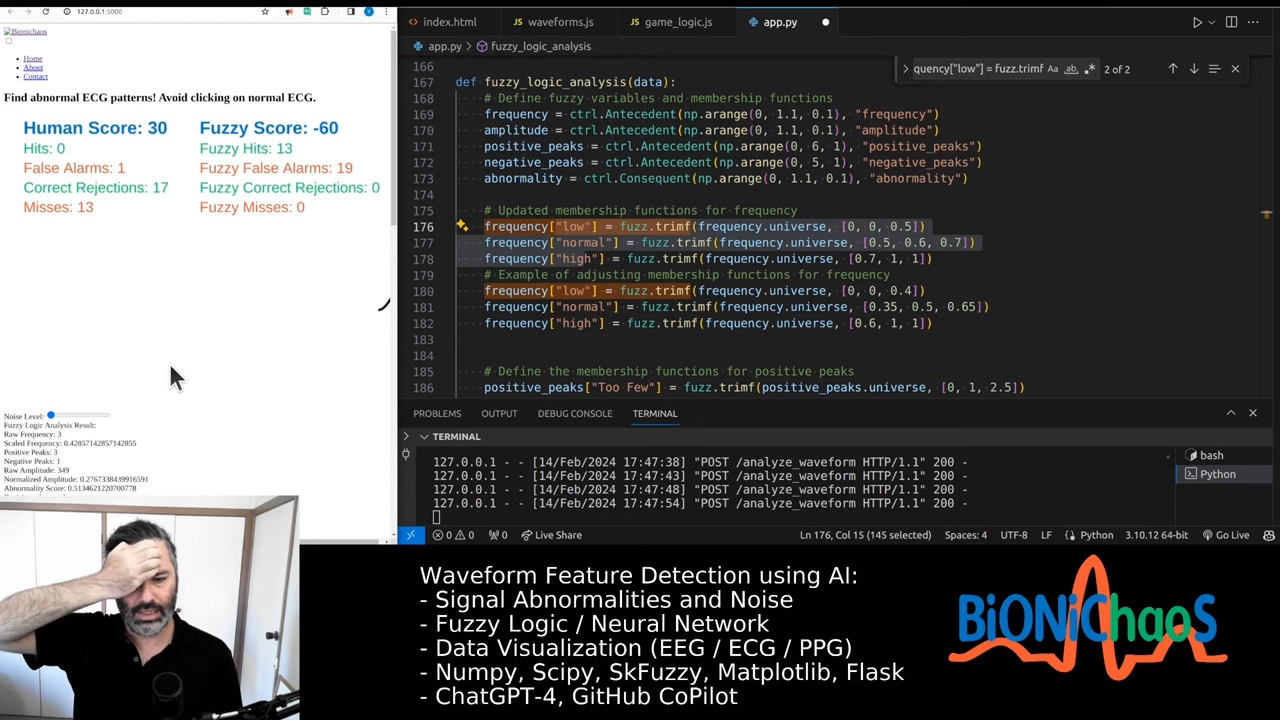 127.0.0.1:5000
Bionichaos
Home
About
Contact
Find abnormal ECG patterns! Avoid clicking on normal ECG.
Human Score: 30
Hits: 0
False Alarms: 1
Correct Rejections: 17
Misses: 13
Fuzzy Score: -60
Fuzzy Hits: 13
Fuzzy False Alarms: 19
Fuzzy Correct Rejections: 0
Fuzzy Misses: 0
Noise Level:
Fuzzy Logic Analysis Result:
Raw Frequency: 3
Scaled Frequency: 0.42857142857142855
Positive Peaks: 3
Negative Peaks: 1
Raw Amplitude: 349
Normalized Amplitude: 0.2767338439916591
Abnormality Score: 0.5134621220700778
index.html
waveforms.js
game_logic.js
app.py
app.py > fuzzy_logic_analysis
quency["low"] = fuzz.trimf
Aa ab
2 of 2
166
167 def fuzzy_logic_analysis(data):
168 # Define fuzzy variables and membership functions
169 frequency = ctrl.Antecedent(np.arange(0, 1.1, 0.1), "frequency")
170 amplitude = ctrl.Antecedent(np.arange(0, 1.1, 0.1), "amplitude")
171 positive_peaks = ctrl.Antecedent(np.arange(0, 6, 1), "positive_peaks")
172 negative_peaks = ctrl.Antecedent(np.arange(0, 5, 1), "negative_peaks")
173 abnormality = ctrl.Consequent(np.arange(0, 1.1, 0.1), "abnormality")
174
175 # Updated membership functions for frequency
176 frequency["low"] = fuzz.trimf(frequency.universe, [0, 0, 0.5])
177 frequency["normal"] = fuzz.trimf(frequency.universe, [0.5, 0.6, 0.7])
178 frequency["high"] = fuzz.trimf(frequency.universe, [0.7, 1, 1])
179 # Example of adjusting membership functions for frequency
180 frequency["low"] = fuzz.trimf(frequency.universe, [0, 0, 0.4])
181 frequency["normal"] = fuzz.trimf(frequency.universe, [0.35, 0.5, 0.65])
182 frequency["high"] = fuzz.trimf(frequency.universe, [0.6, 1, 1])
183
184
185 # Define the membership functions for positive peaks
186 positive_peaks["Too Few"] = fuzz.trimf(positive_peaks.universe, [0, 1, 2.5])
PROBLEMS
OUTPUT
DEBUG CONSOLE
TERMINAL
TERMINAL
127.0.0.1 - - [14/Feb/2024 17:47:38] "POST /analyze_waveform HTTP/1.1" 200 -
127.0.0.1 - - [14/Feb/2024 17:47:43] "POST /analyze_waveform HTTP/1.1" 200 -
127.0.0.1 - - [14/Feb/2024 17:47:48] "POST /analyze_waveform HTTP/1.1" 200 -
127.0.0.1 - - [14/Feb/2024 17:47:54] "POST /analyze_waveform HTTP/1.1" 200 -
bash
Python
0 0 0 Live Share Ln 176, Col 15 (145 selected) Spaces: 4 UTF-8 LF Python 3.10.12 64-bit Go Live
Waveform Feature Detection using AI:
- Signal Abnormalities and Noise
- Fuzzy Logic / Neural Network
- Data Visualization (EEG / ECG / PPG)
- Numpy, Scipy, SkFuzzy, Matplotlib, Flask
- ChatGPT-4, GitHub CoPilot
BiONiChaoS